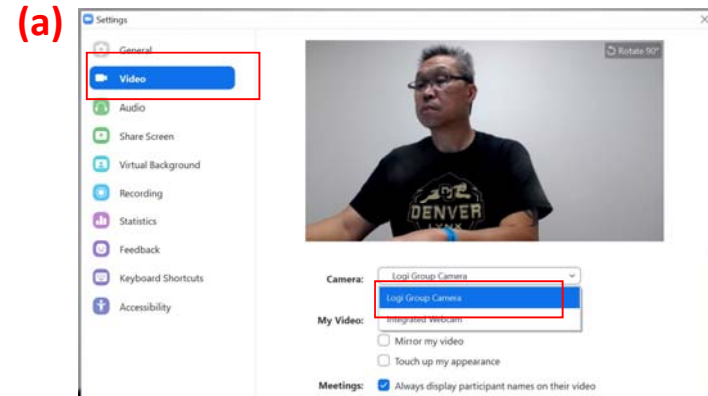 (a)
Settings
General
Rotate 90°
Video
Audio
Share Screen
Virtual Background
Recording
DENVER
LYNX
Statistics
Feedback
Keyboard Shortcuts
Camera: Logi Group Camera
Logi Group Camera
Accessibility
My Video: Integrated Webcam
Mirror my video
Touch up my appearance
Meetings: Always display participant names on their video